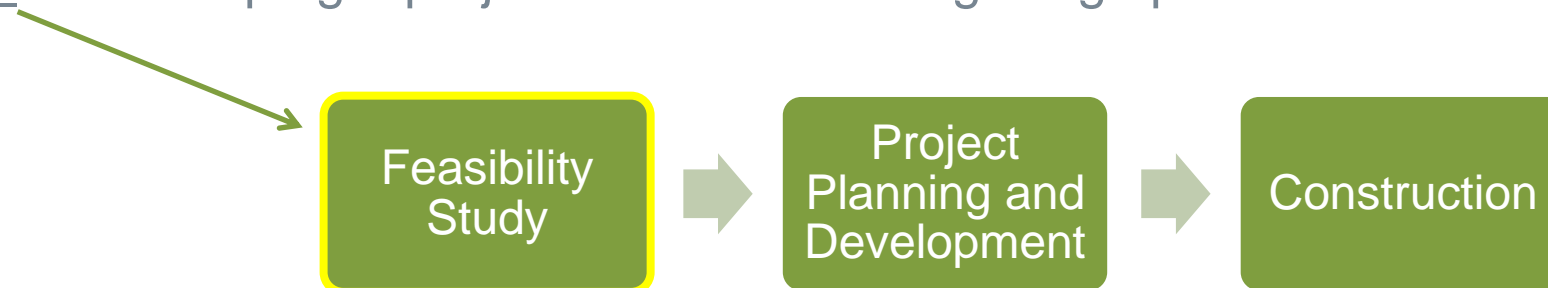 Feasibility
Study
Project
Planning and
Development
Construction